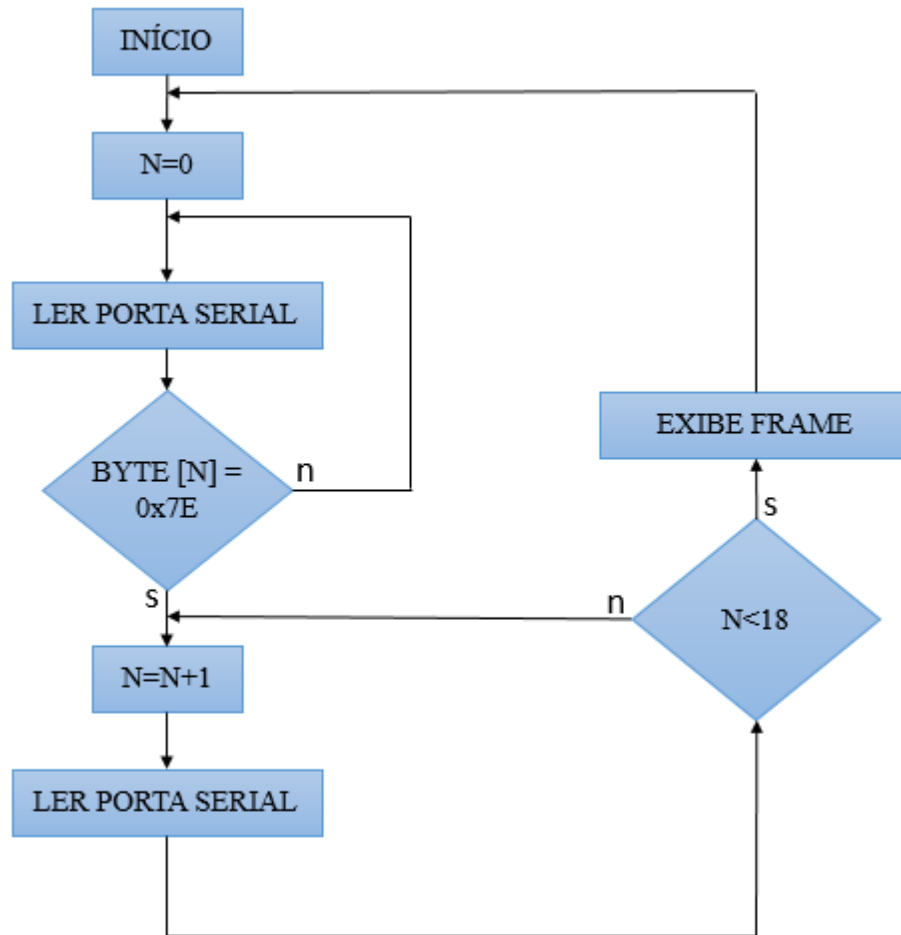 INÍCIO
N=0
LER PORTA SERIAL
BYTE [N] =
0x7E
n
s
N=N+1
LER PORTA SERIAL
N<18
n
s
EXIBE FRAME